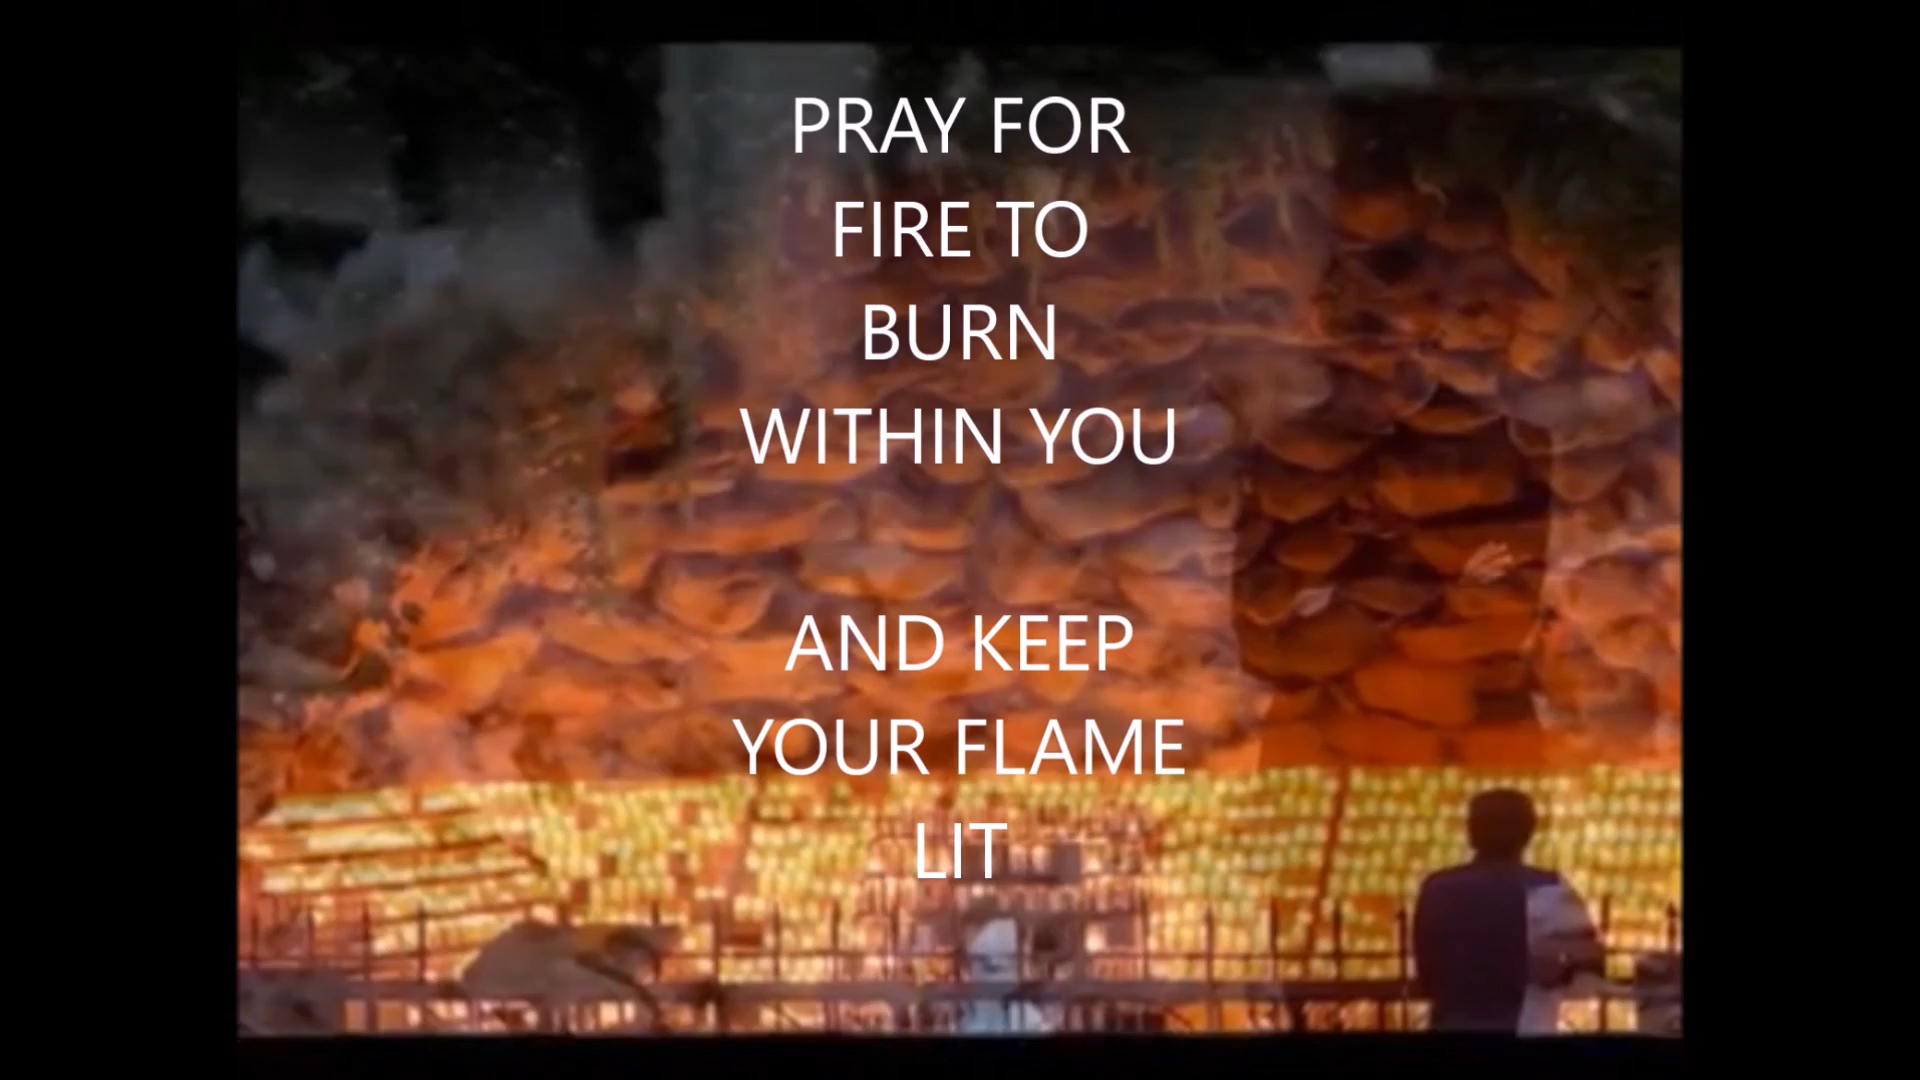 PRAY FOR
FIRE TO
BURN
WITHIN YOU
AND KEEP
YOUR FLAME
LIT